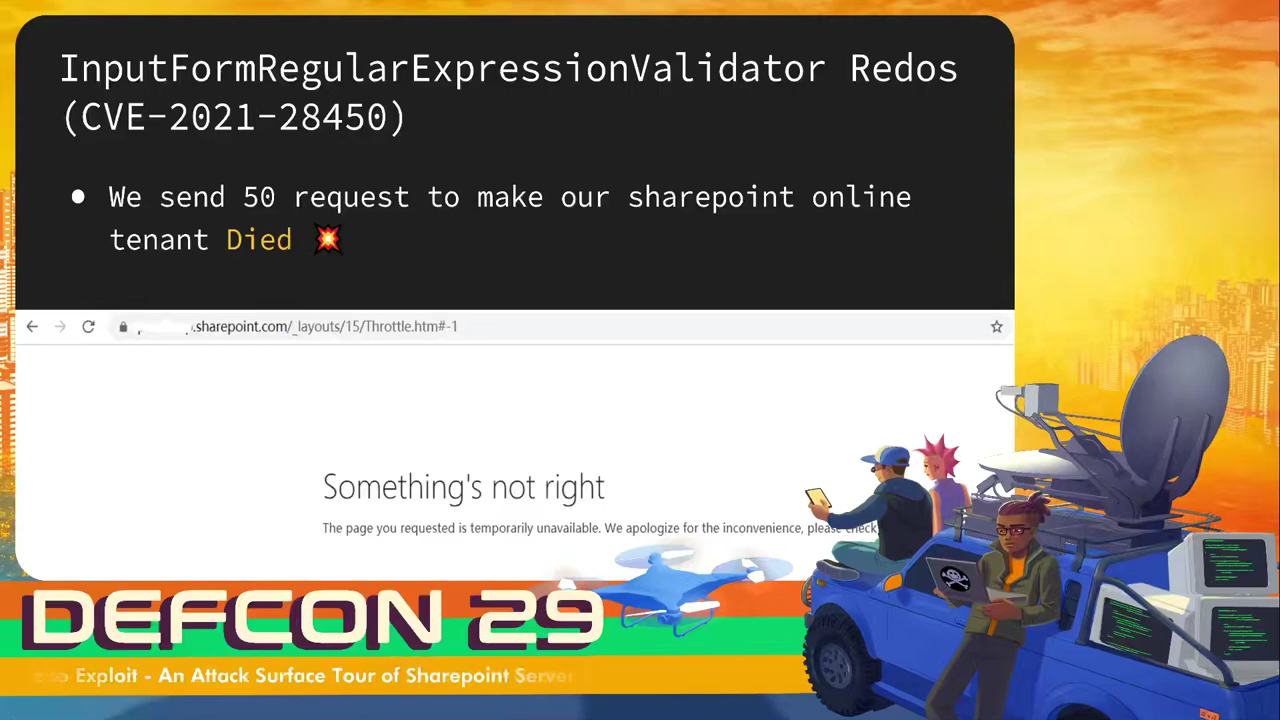 InputFormRegularExpressionValidator Redos
(CVE-2021-28450)
● We send 50 request to make our sharepoint online
tenant Died 💥
.sharepoint.com/_layouts/15/Throttle.htm#-1
Something's not right
The page you requested is temporarily unavailable. We apologize for the inconvenience, please check
DEFCON 29
Exploit - An Attack Surface Tour of Sharepoint Server